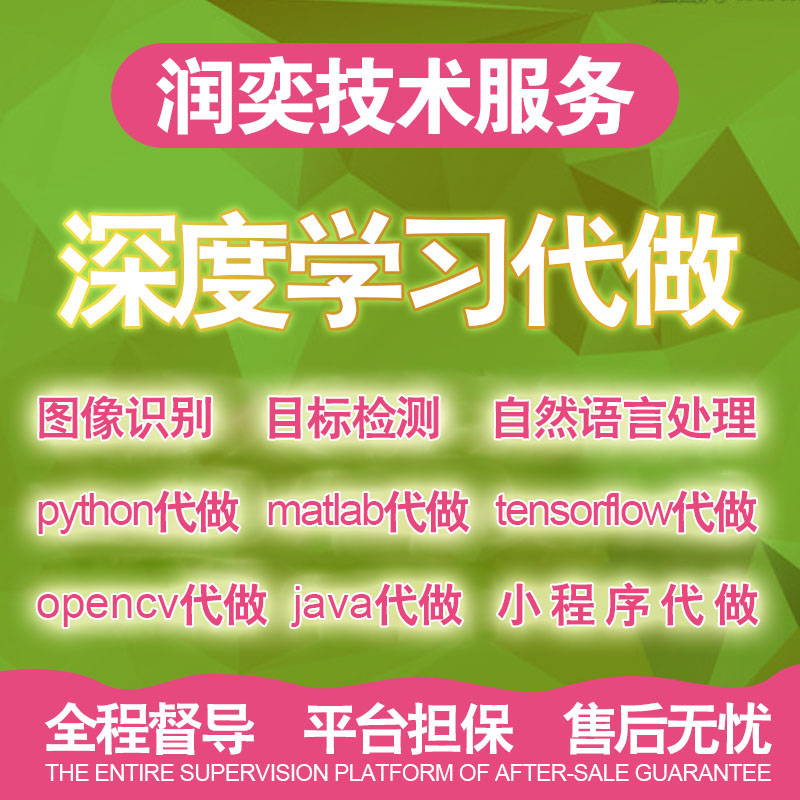 润奕技术服务
深度学习代做
图像识别 目标检测 自然语言处理
python代做 matlab代做 tensorflow代做
opencv代做 java代做 小程序代做
全程督导 平台担保 售后无忧
THE ENTIRE SUPERVISION PLATFORM OF AFTER-SALE GUARANTEE